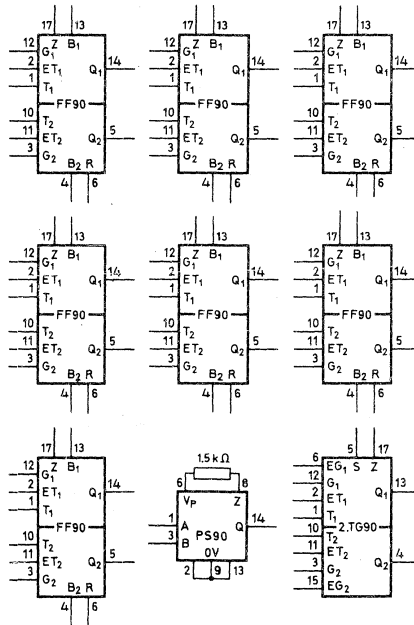 17 13 17 13 17 13
12 G1 Z B1 12 G1 Z B1 12 G1 Z B1
2 ET1 Q1 14 2 ET1 Q1 14 2 ET1 Q1 14
1 T1 1 T1 1 T1
FF90 FF90 FF90
10 T2 10 T2 10 T2
11 ET2 Q2 5 11 ET2 Q2 5 11 ET2 Q2 5
3 G2 3 G2 3 G2
B2 R B2 R B2 R
4 6 4 6 4 6
17 13 17 13 17 13
12 G1 Z B1 12 G1 Z B1 12 G1 Z B1
2 ET1 Q1 14 2 ET1 Q1 14 2 ET1 Q1 14
1 T1 1 T1 1 T1
FF90 FF90 FF90
10 T2 10 T2 10 T2
11 ET2 Q2 5 11 ET2 Q2 5 11 ET2 Q2 5
3 G2 3 G2 3 G2
B2 R B2 R B2 R
4 6 4 6 4 6
17 13
12 G1 Z B1
2 ET1 Q1 14
1 T1
FF90
10 T2
11 ET2 Q2 5
3 G2
B2 R
4 6
1,5 kΩ
6 8
VP Z
1 A Q 14
3 B PS90
0V
2 9 13
5 17
6 EG1 S Z
12 G1
2 ET1 Q1 13
1 T1
2.TG90
10 T2
11 ET2
3 G2 Q2 4
15 EG2